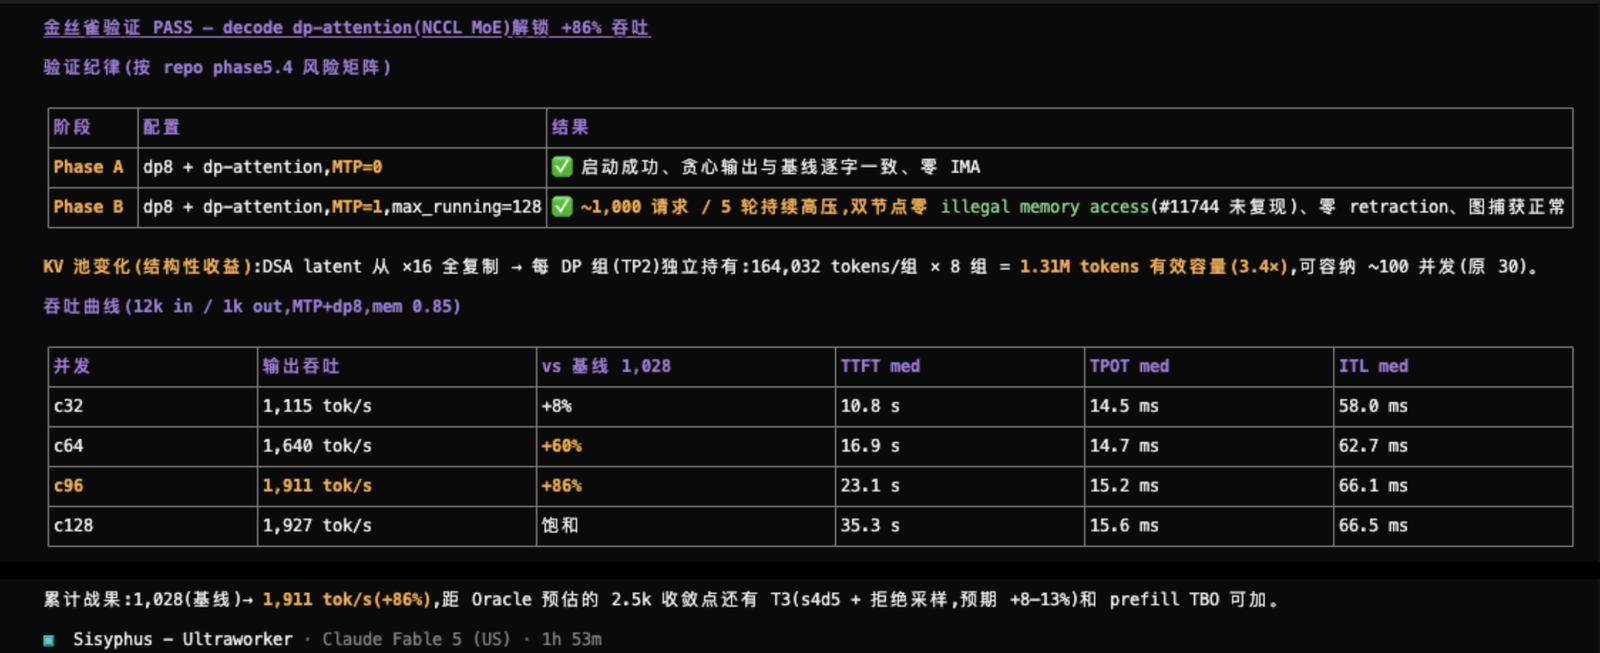 金丝雀验证 PASS — decode dp-attention(NCCL MoE)解锁 +86% 吞吐
验证纪律(按 repo phase5.4 风险矩阵)
阶段 配置 结果
Phase A dp8 + dp-attention,MTP=0 ✅ 启动成功、贪心输出与基线逐字一致、零 IMA
Phase B dp8 + dp-attention,MTP=1,max_running=128 ✅ ~1,000 请求 / 5 轮持续高压,双节点零 illegal memory access(#11744 未复现)、零 retraction、图捕获正常
KV 池变化(结构性收益):DSA latent 从 ×16 全复制 → 每 DP 组(TP2)独立持有:164,032 tokens/组 × 8 组 = 1.31M tokens 有效容量(3.4×),可容纳 ~100 并发(原 30)。
吞吐曲线(12k in / 1k out,MTP+dp8,mem 0.85)
并发 输出吞吐 vs 基线 1,028 TTFT med TPOT med ITL med
c32 1,115 tok/s +8% 10.8 s 14.5 ms 58.0 ms
c64 1,640 tok/s +60% 16.9 s 14.7 ms 62.7 ms
c96 1,911 tok/s +86% 23.1 s 15.2 ms 66.1 ms
c128 1,927 tok/s 饱和 35.3 s 15.6 ms 66.5 ms
累计战果:1,028(基线)→ 1,911 tok/s(+86%),距 Oracle 预估的 2.5k 收敛点还有 T3(s4d5 + 拒绝采样,预期 +8–13%)和 prefill TBO 可加。
▣ Sisyphus - Ultraworker · Claude Fable 5 (US) · 1h 53m